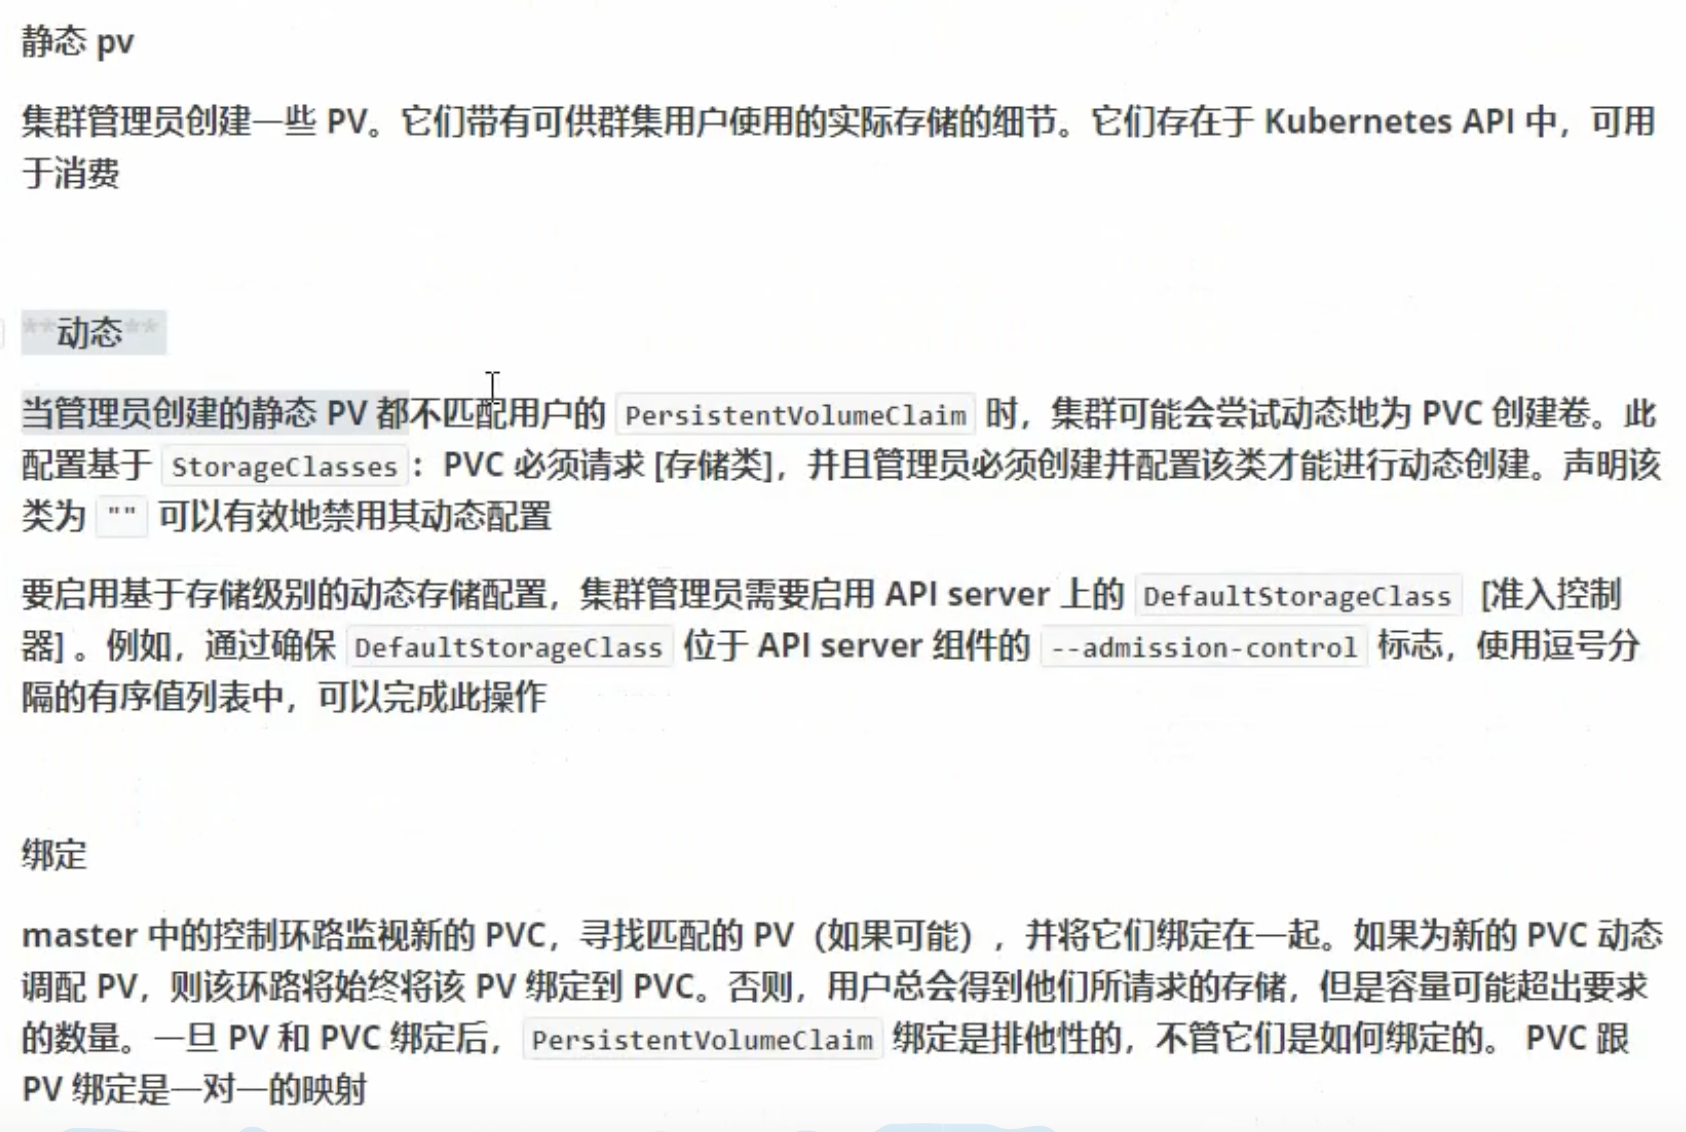 静态 pv
集群管理员创建一些 PV。它们带有可供群集用户使用的实际存储的细节。它们存在于 Kubernetes API 中，可用
于消费
**动态**
当管理员创建的静态 PV 都不匹配用户的 PersistentVolumeClaim 时，集群可能会尝试动态地为 PVC 创建卷。此
配置基于 StorageClasses：PVC 必须请求 [存储类]，并且管理员必须创建并配置该类才能进行动态创建。声明该
类为 "" 可以有效地禁用其动态配置
要启用基于存储级别的动态存储配置，集群管理员需要启用 API server 上的 DefaultStorageClass [准入控制
器] 。例如，通过确保 DefaultStorageClass 位于 API server 组件的 --admission-control 标志，使用逗号分
隔的有序值列表中，可以完成此操作
绑定
master 中的控制环路监视新的 PVC，寻找匹配的 PV（如果可能），并将它们绑定在一起。如果为新的 PVC 动态
调配 PV，则该环路将始终将该 PV 绑定到 PVC。否则，用户总会得到他们所请求的存储，但是容量可能超出要求
的数量。一旦 PV 和 PVC 绑定后，PersistentVolumeClaim 绑定是排他性的，不管它们是如何绑定的。 PVC 跟
PV 绑定是一对一的映射